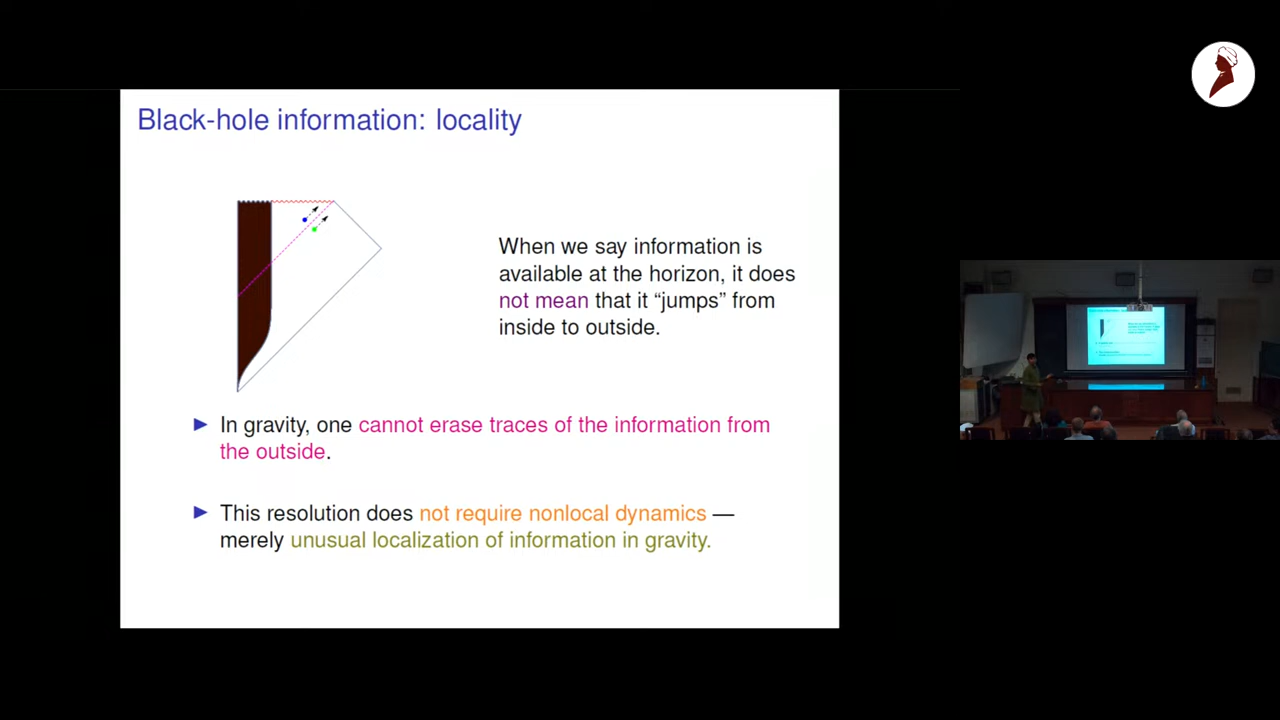 Black-hole information: locality
When we say information is
available at the horizon, it does
not mean that it “jumps” from
inside to outside.
► In gravity, one cannot erase traces of the information from
the outside.
► This resolution does not require nonlocal dynamics —
merely unusual localization of information in gravity.